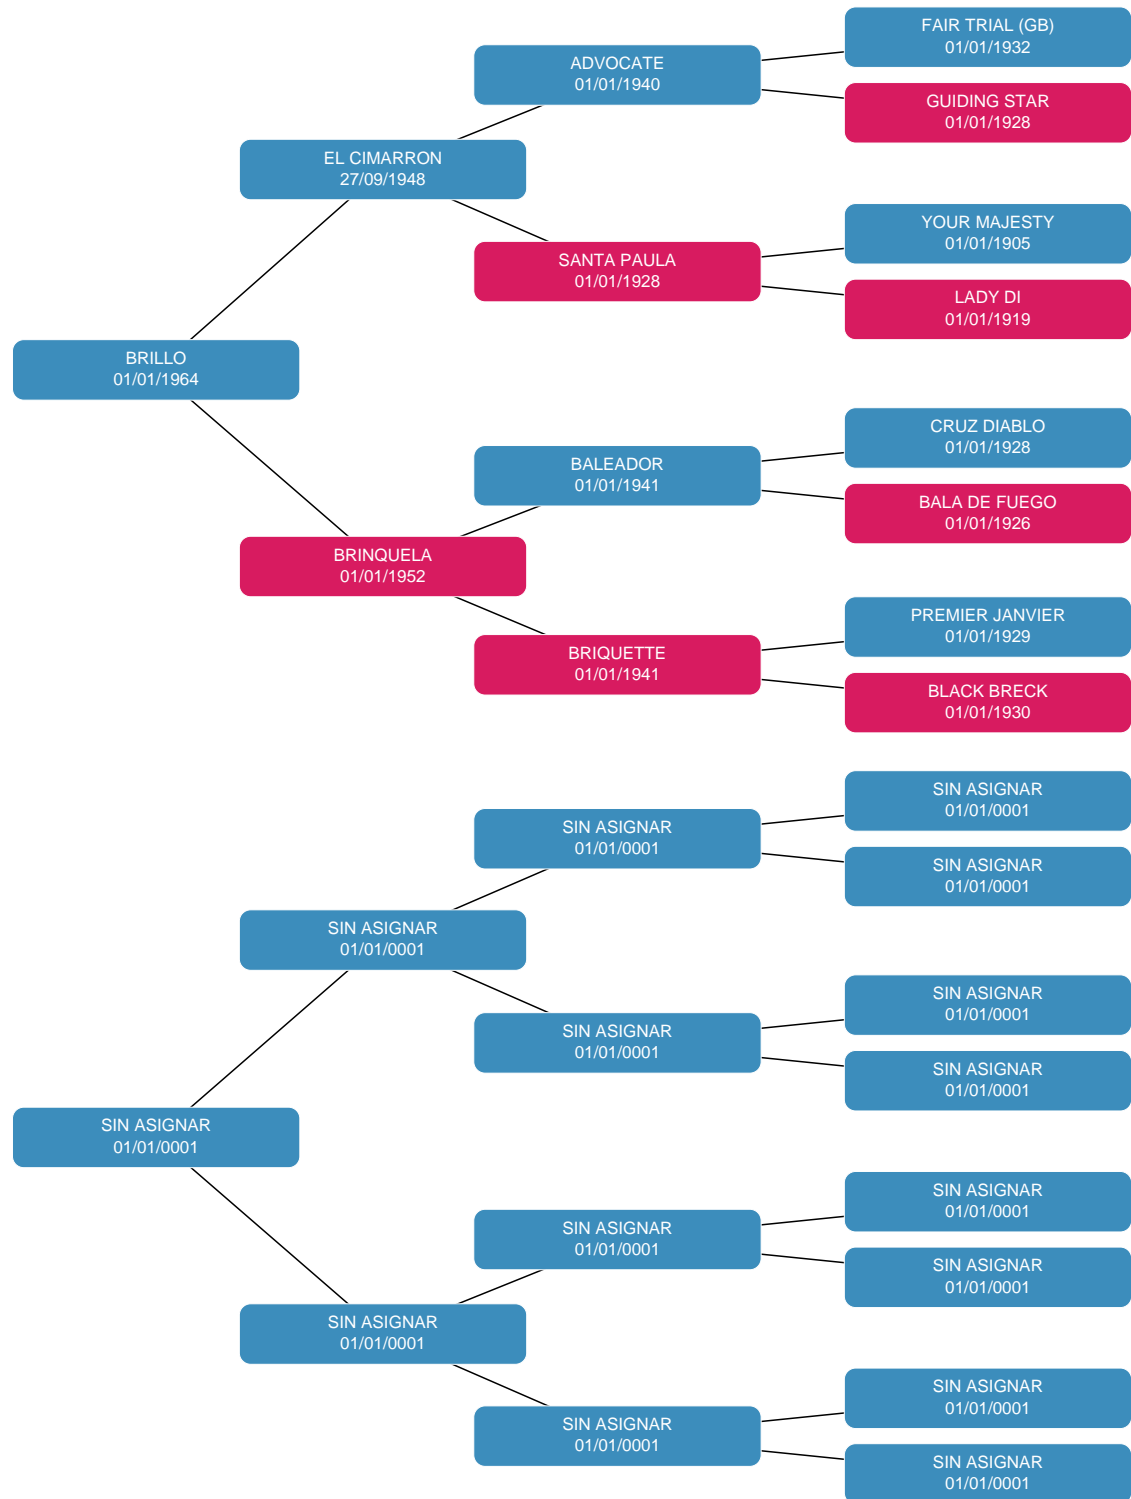 FAIR TRIAL (GB)
01/01/1932
ADVOCATE
01/01/1940
GUIDING STAR
01/01/1928
EL CIMARRON
27/09/1948
YOUR MAJESTY
01/01/1905
SANTA PAULA
01/01/1928
LADY DI
01/01/1919
BRILLO
01/01/1964
CRUZ DIABLO
01/01/1928
BALEADOR
01/01/1941
BALA DE FUEGO
01/01/1926
BRINQUELA
01/01/1952
PREMIER JANVIER
01/01/1929
BRIQUETTE
01/01/1941
BLACK BRECK
01/01/1930
SIN ASIGNAR
01/01/0001
SIN ASIGNAR
01/01/0001
SIN ASIGNAR
01/01/0001
SIN ASIGNAR
01/01/0001
SIN ASIGNAR
01/01/0001
SIN ASIGNAR
01/01/0001
SIN ASIGNAR
01/01/0001
SIN ASIGNAR
01/01/0001
SIN ASIGNAR
01/01/0001
SIN ASIGNAR
01/01/0001
SIN ASIGNAR
01/01/0001
SIN ASIGNAR
01/01/0001
SIN ASIGNAR
01/01/0001
SIN ASIGNAR
01/01/0001
SIN ASIGNAR
01/01/0001